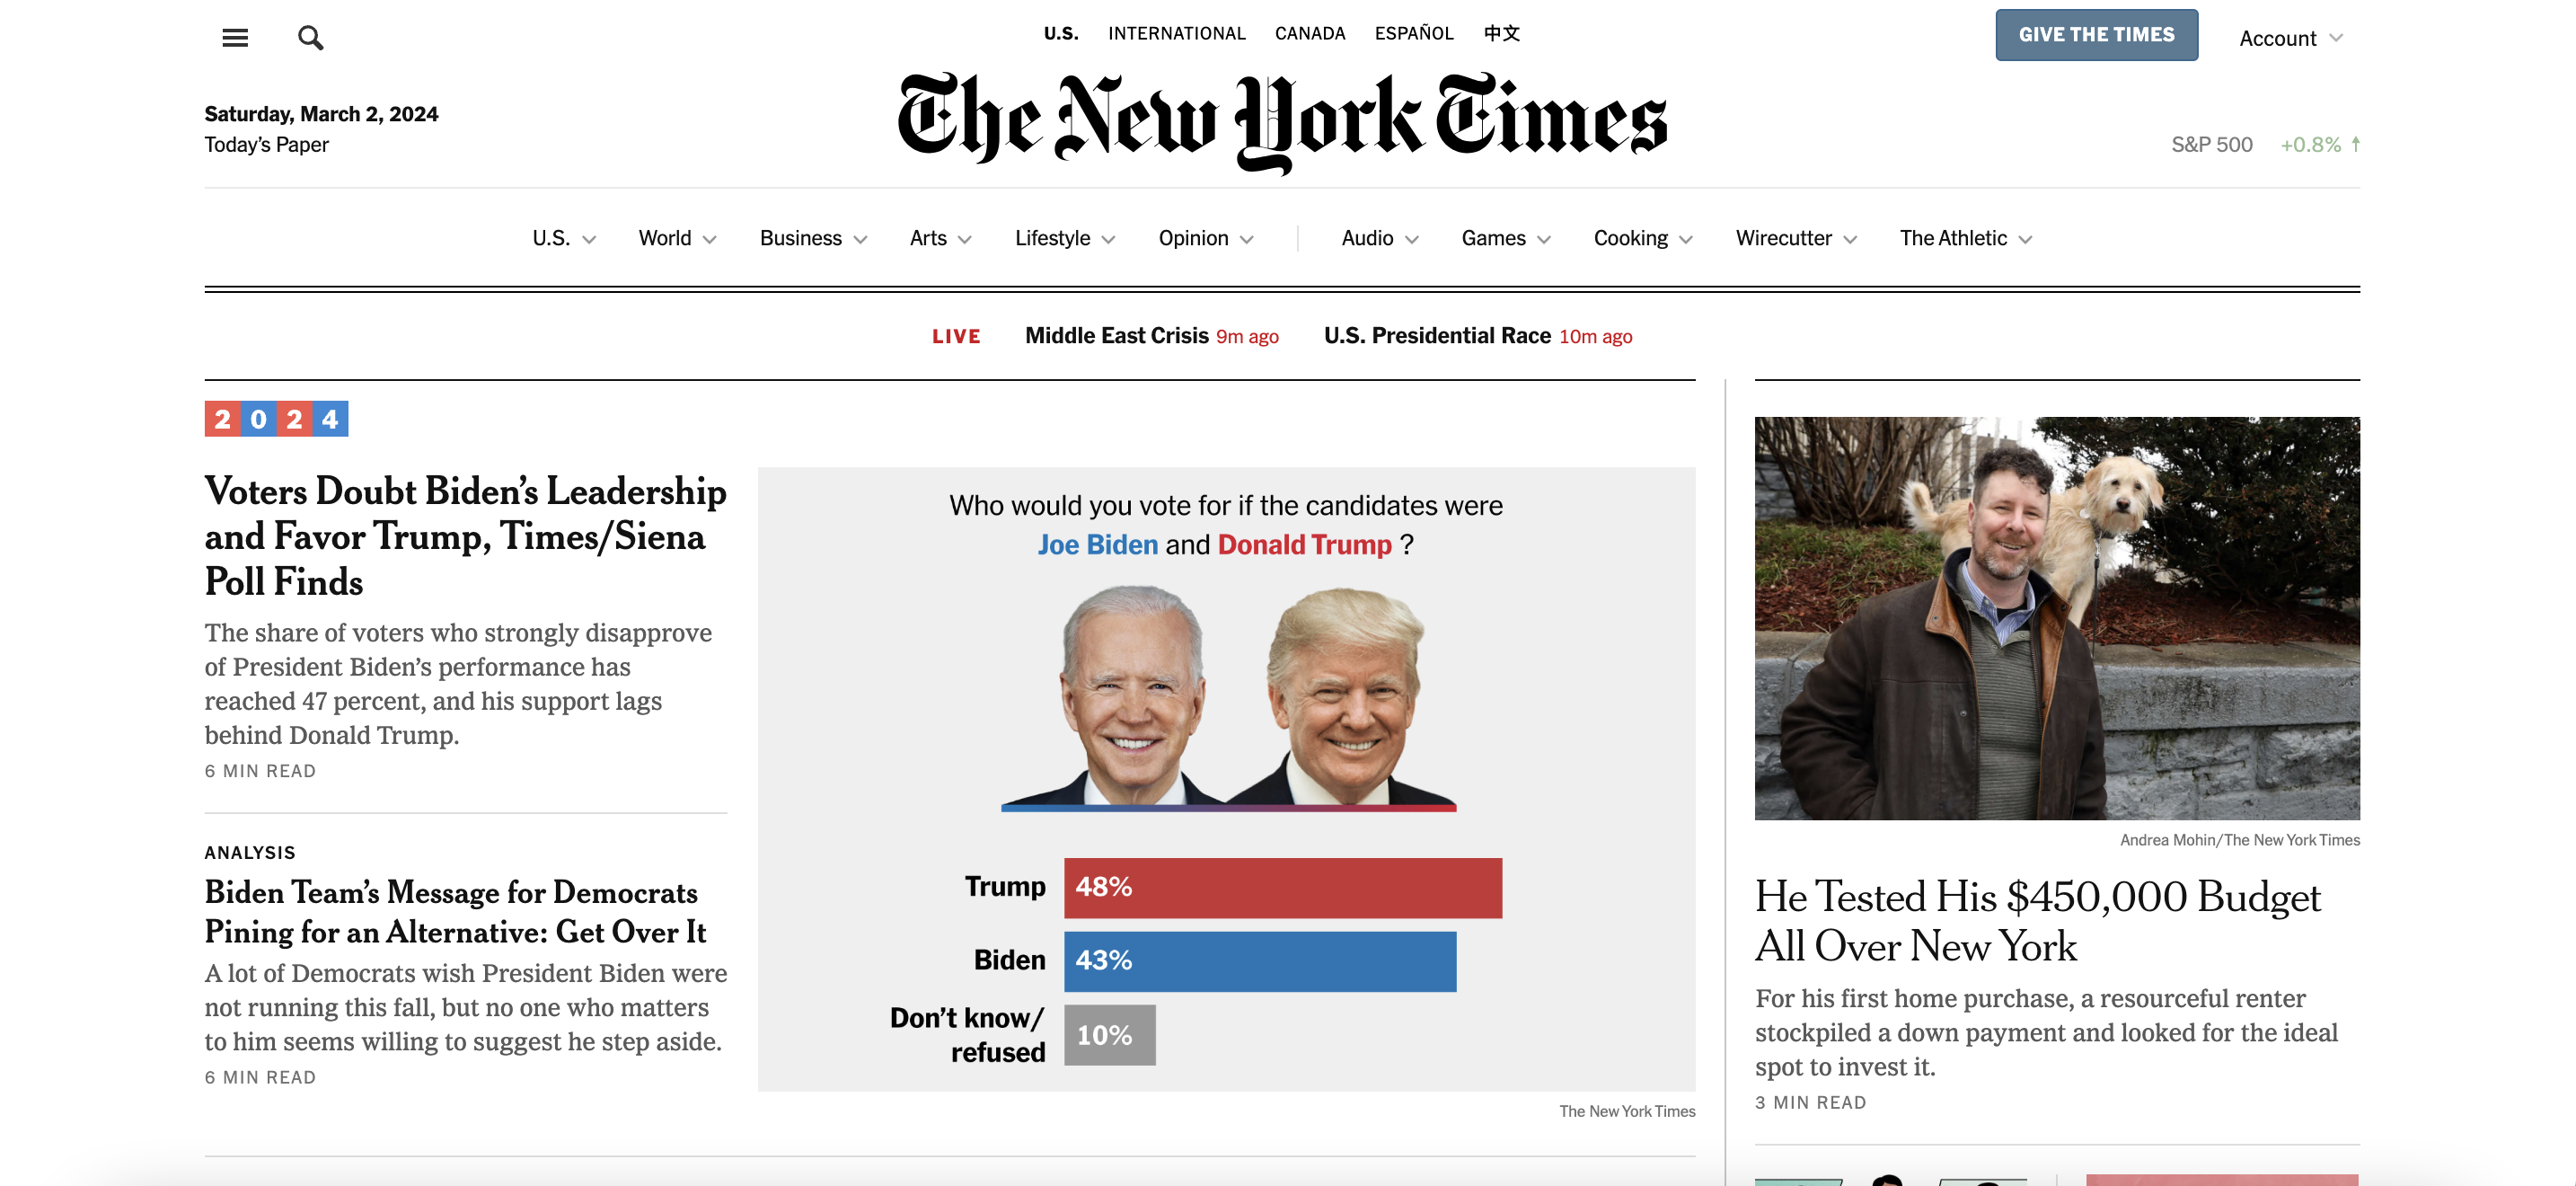 U.S. INTERNATIONAL CANADA ESPAÑOL 中文
GIVE THE TIMES
Account
Saturday, March 2, 2024
Today's Paper
The New York Times
S&P 500 +0.8%
U.S. World Business Arts Lifestyle Opinion Audio Games Cooking Wirecutter The Athletic
LIVE Middle East Crisis 9m ago U.S. Presidential Race 10m ago
2024
Voters Doubt Biden's Leadership
and Favor Trump, Times/Siena
Poll Finds
The share of voters who strongly disapprove
of President Biden's performance has
reached 47 percent, and his support lags
behind Donald Trump.
6 MIN READ
ANALYSIS
Biden Team's Message for Democrats
Pining for an Alternative: Get Over It
A lot of Democrats wish President Biden were
not running this fall, but no one who matters
to him seems willing to suggest he step aside.
6 MIN READ
Who would you vote for if the candidates were
Joe Biden and Donald Trump ?
Trump 48%
Biden 43%
Don't know/
refused 10%
The New York Times
Andrea Mohin/The New York Times
He Tested His $450,000 Budget
All Over New York
For his first home purchase, a resourceful renter
stockpiled a down payment and looked for the ideal
spot to invest it.
3 MIN READ